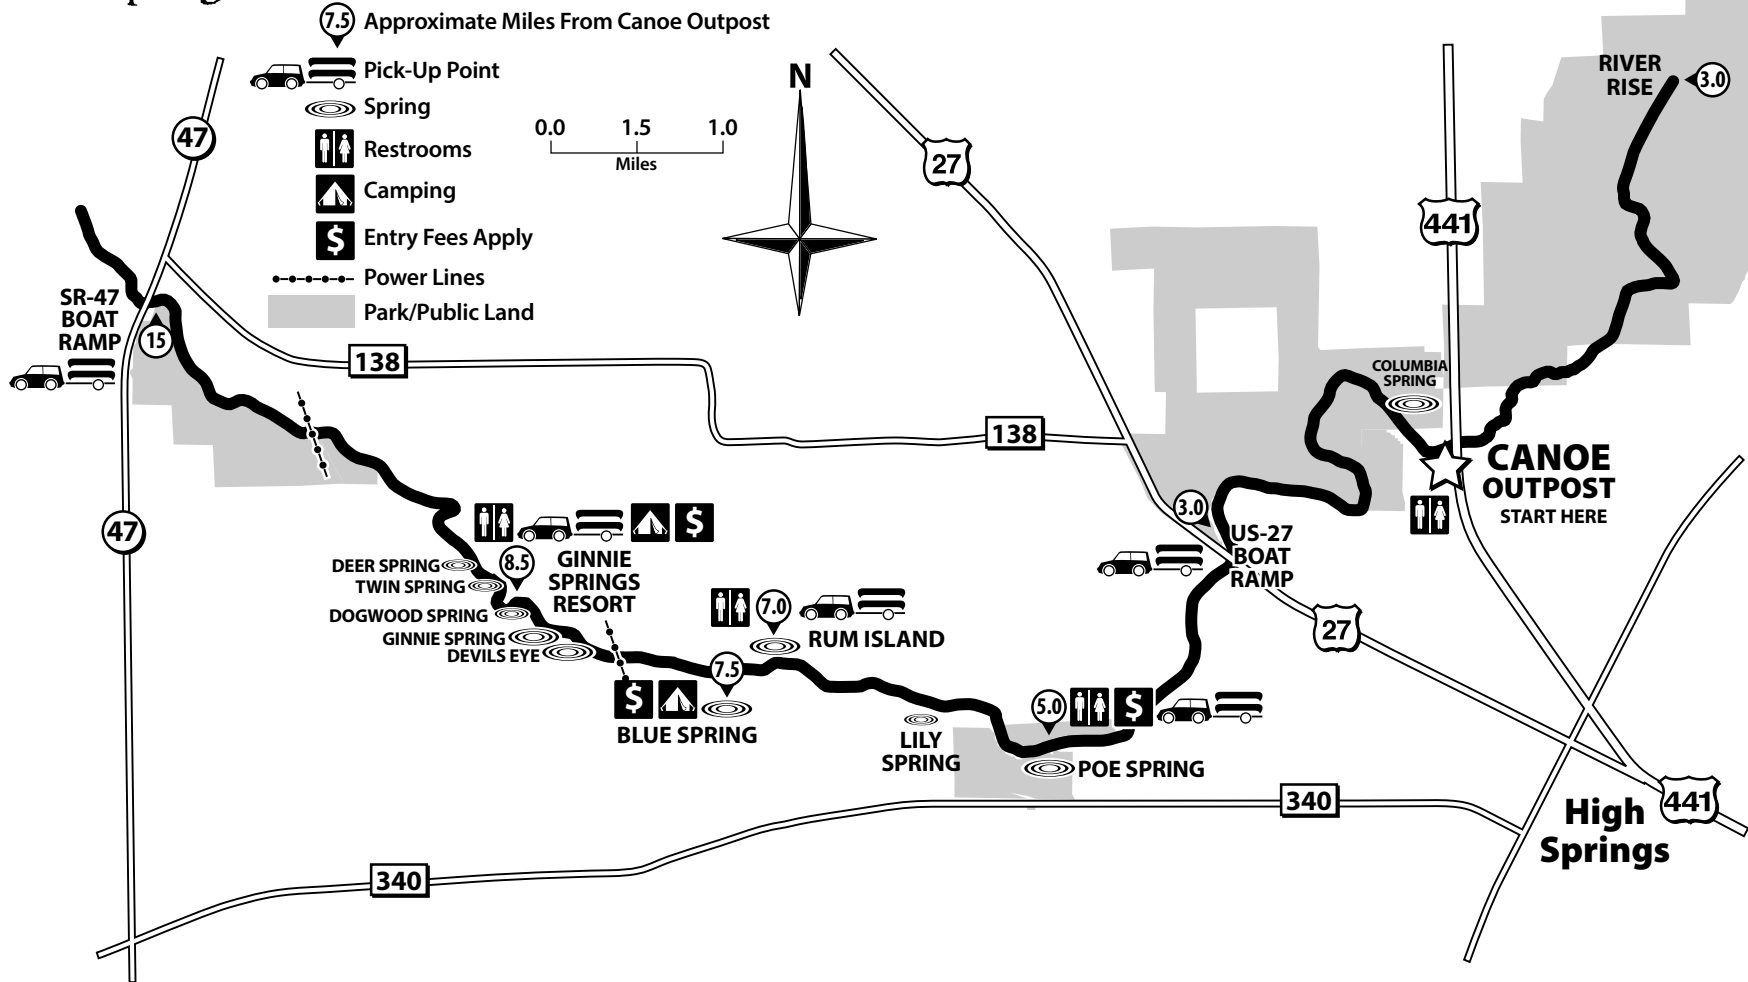 7.5 Approximate Miles From Canoe Outpost
Pick-Up Point
Spring
Restrooms
Camping
$ Entry Fees Apply
Power Lines
Park/Public Land
0.0 1.5 1.0
Miles
N
47
27
441
RIVER
RISE
3.0
SR-47
BOAT
RAMP
15
138
138
COLUMBIA
SPRING
CANOE
OUTPOST
START HERE
3.0
US-27
BOAT
RAMP
47
$
DEER SPRING
TWIN SPRING
DOGWOOD SPRING
GINNIE SPRING
DEVILS EYE
8.5
GINNIE
SPRINGS
RESORT
7.0
RUM ISLAND
27
7.5
$
BLUE SPRING
LILY
SPRING
5.0
$
POE SPRING
340
340
441
High
Springs